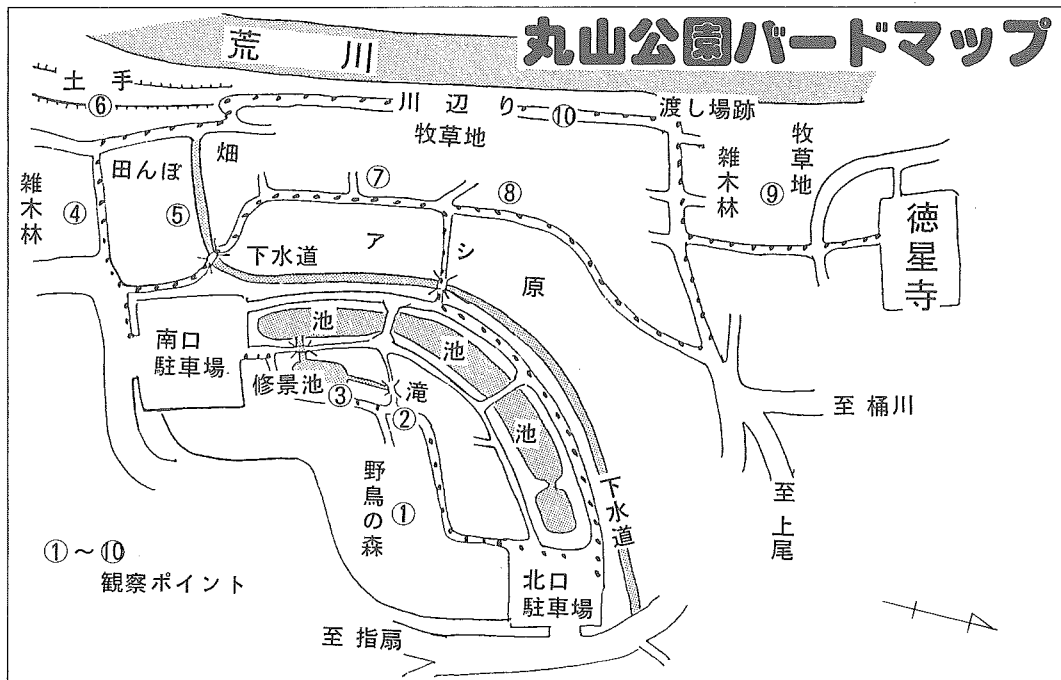 丸山公園バードマップ
荒川
土手
⑥
川辺り
⑩
渡し場跡
牧草地
牧草地
雑木林
⑨
徳星寺
畑
田んぼ
雑木林
④
⑤
⑦
⑧
下水道
アシ原
池
池
池
南口
駐車場
修景池
③
滝
②
野鳥の森
①
下水道
至 桶川
至 上尾
①～⑩
観察ポイント
北口
駐車場
至 指扇